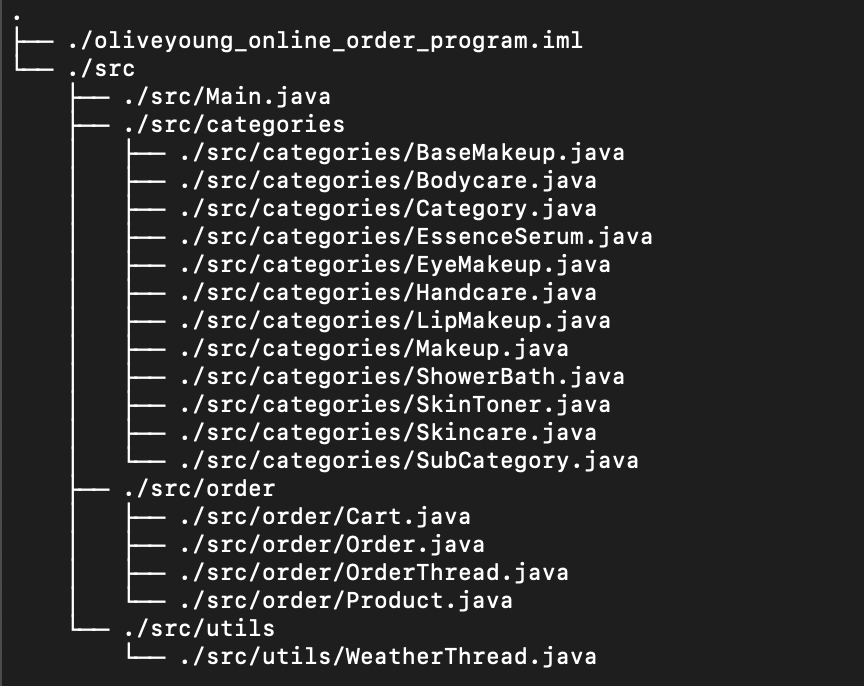 .
├── ./oliveyoung_online_order_program.iml
└── ./src
    ├── ./src/Main.java
    ├── ./src/categories
    │   ├── ./src/categories/BaseMakeup.java
    │   ├── ./src/categories/Bodycare.java
    │   ├── ./src/categories/Category.java
    │   ├── ./src/categories/EssenceSerum.java
    │   ├── ./src/categories/EyeMakeup.java
    │   ├── ./src/categories/Handcare.java
    │   ├── ./src/categories/LipMakeup.java
    │   ├── ./src/categories/Makeup.java
    │   ├── ./src/categories/ShowerBath.java
    │   ├── ./src/categories/SkinToner.java
    │   ├── ./src/categories/Skincare.java
    │   └── ./src/categories/SubCategory.java
    ├── ./src/order
    │   ├── ./src/order/Cart.java
    │   ├── ./src/order/Order.java
    │   ├── ./src/order/OrderThread.java
    │   └── ./src/order/Product.java
    └── ./src/utils
        └── ./src/utils/WeatherThread.java